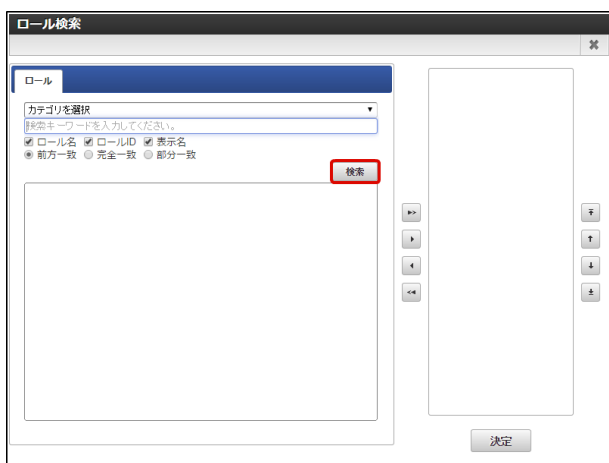 ロール検索
ロール
カテゴリを選択
検索キーワードを入力してください。
ロール名 ロールID 表示名
前方一致 完全一致 部分一致
検索
決定